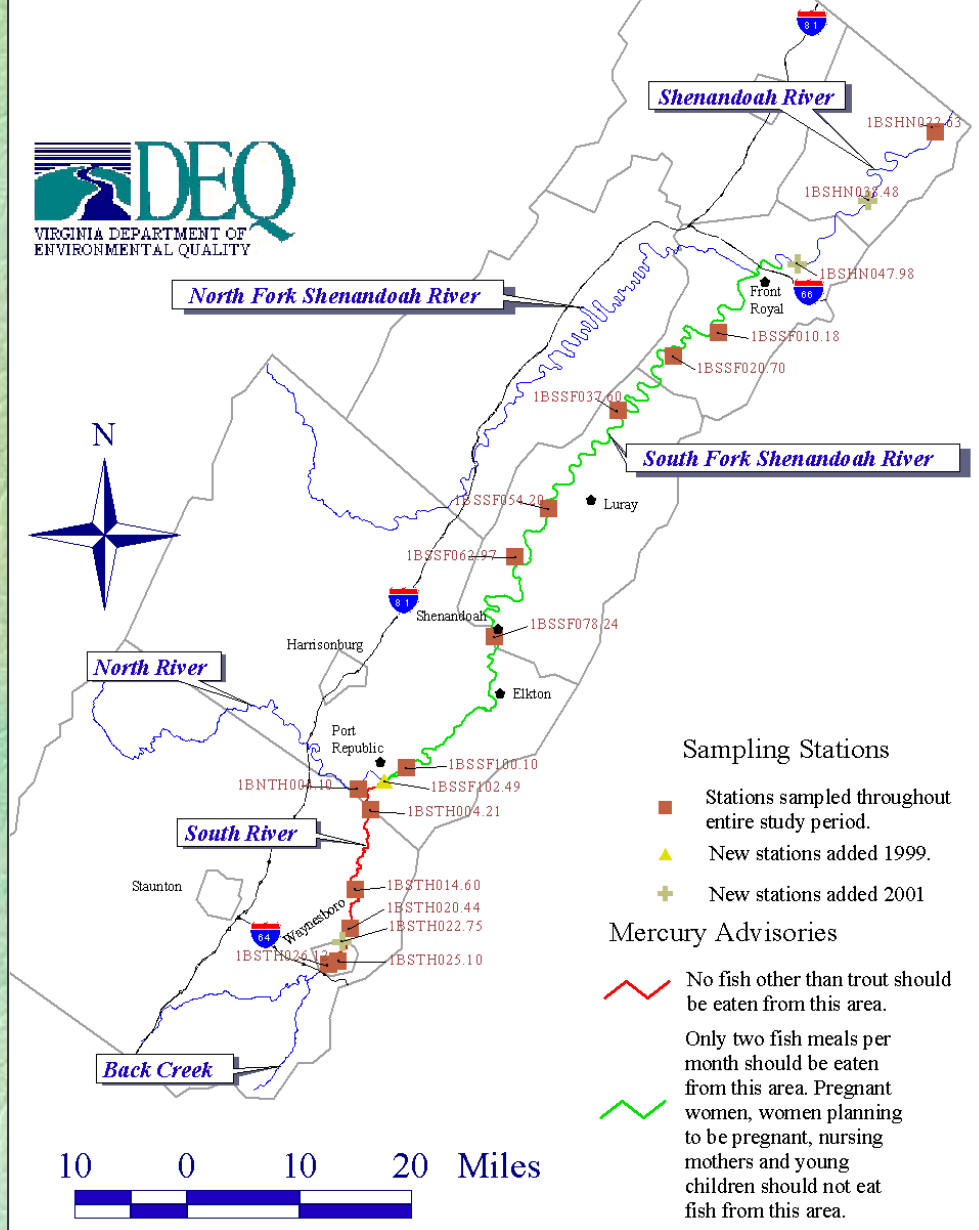 81
Shenandoah River
1BSHN022.63
DEQ
VIRGINIA DEPARTMENT OF
ENVIRONMENTAL QUALITY
1BSHN038.48
1BSHN047.98
North Fork Shenandoah River
Front
Royal
66
1BSSF010.18
1BSSF020.70
1BSSF037.60
N
South Fork Shenandoah River
1BSSF054.20
Luray
1BSSF062.97
81
Shenandoah
1BSSF078.24
Harrisonburg
North River
Elkton
Port
Republic
1BSSF100.10
1BNTH004.10
1BSSF102.49
1BSTH004.21
South River
Staunton
1BSTH014.60
Waynesboro
1BSTH020.44
64
1BSTH022.75
1BSTH026.12
1BSTH025.10
Back Creek
Sampling Stations
Stations sampled throughout
entire study period.
New stations added 1999.
New stations added 2001
Mercury Advisories
No fish other than trout should
be eaten from this area.
Only two fish meals per
month should be eaten
from this area. Pregnant
women, women planning
to be pregnant, nursing
mothers and young
children should not eat
fish from this area.
10 0 10 20 Miles